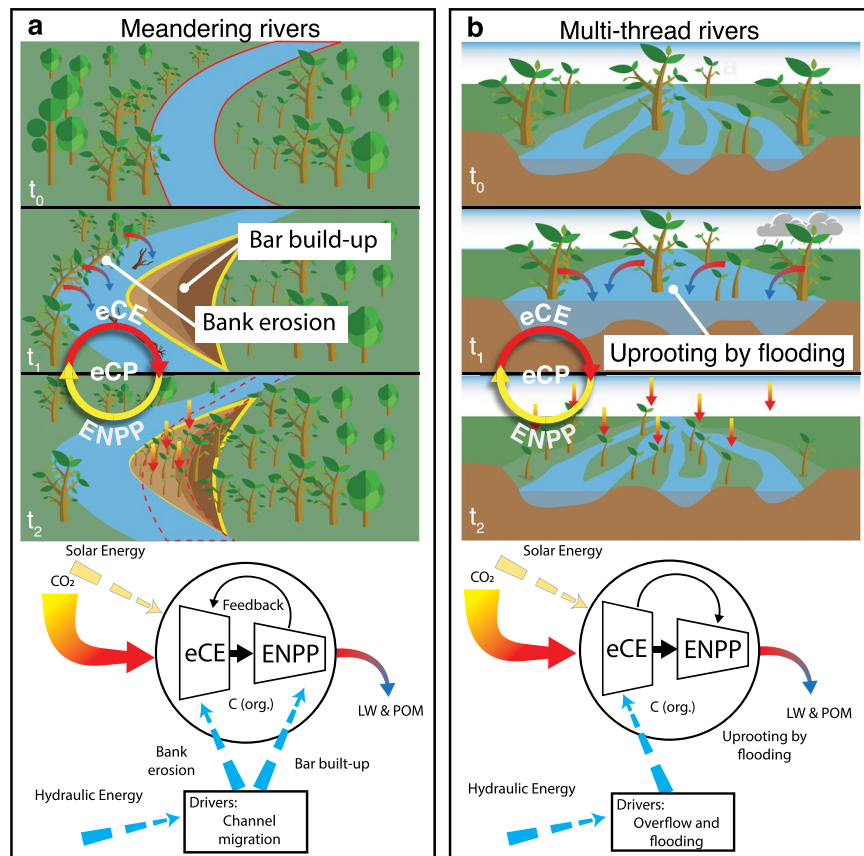 a
Meandering rivers
t0
Bar build-up
Bank erosion
eCE
t1
eCP
ENPP
t2
Solar Energy
CO₂
Feedback
eCE
ENPP
C (org.)
LW & POM
Bank
erosion
Bar built-up
Hydraulic Energy
Drivers:
Channel
migration
b
Multi-thread rivers
a
t0
eCE
Uprooting by flooding
t1
eCP
ENPP
t2
Solar Energy
CO₂
eCE
ENPP
C (org.)
LW & POM
Uprooting by
flooding
Hydraulic Energy
Drivers:
Overflow and
flooding